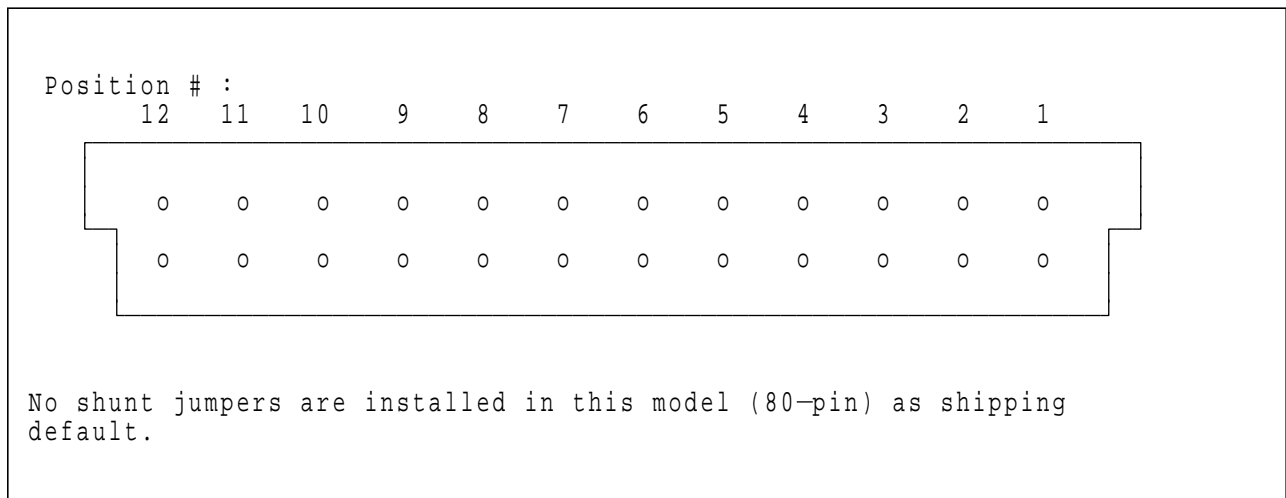 Position # :
12 11 10 9 8 7 6 5 4 3 2 1
o o o o o o o o o o o o
o o o o o o o o o o o o
No shunt jumpers are installed in this model (80—pin) as shipping
default.